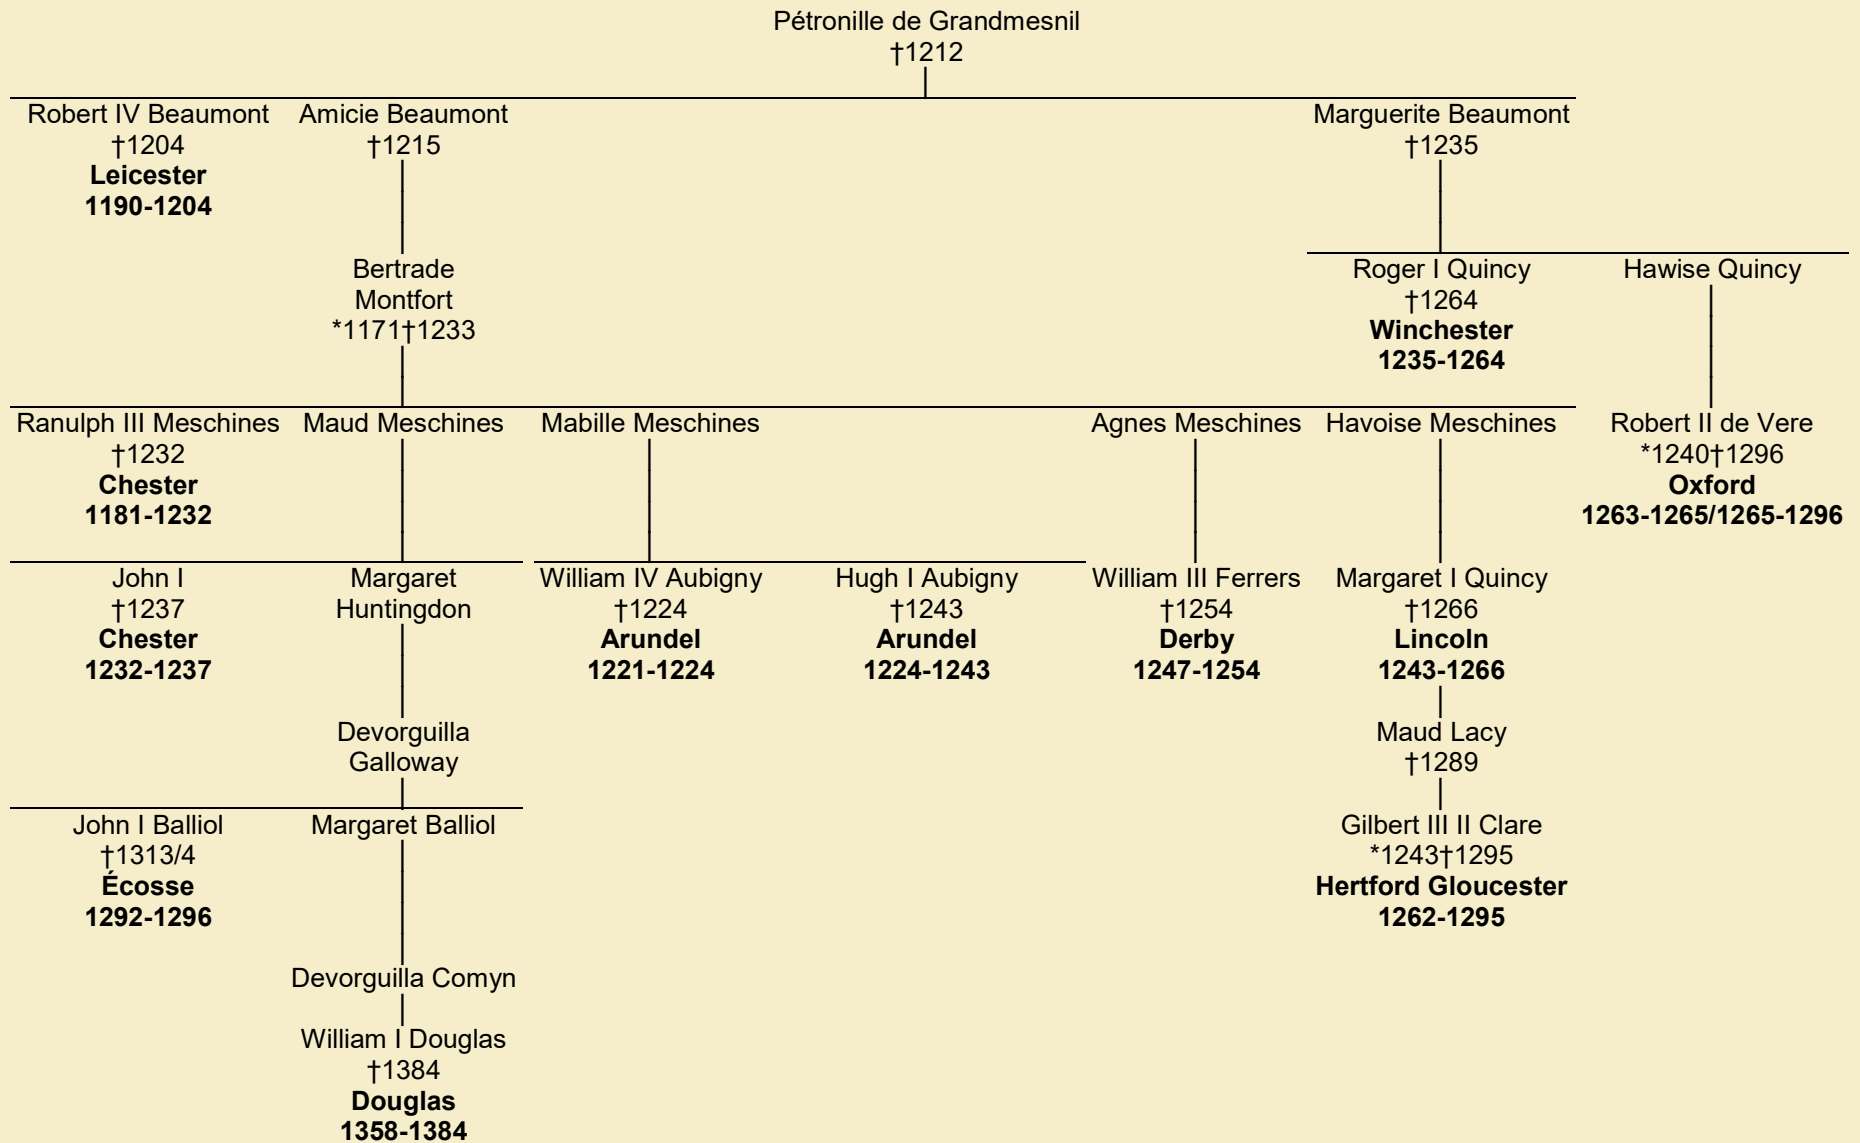 Pétronille de Grandmesnil
†1212
Robert IV Beaumont
†1204
Leicester
1190-1204
Amicie Beaumont
†1215
Marguerite Beaumont
†1235
Bertrade
Montfort
*1171†1233
Roger I Quincy
†1264
Winchester
1235-1264
Hawise Quincy
Ranulph III Meschines
†1232
Chester
1181-1232
Maud Meschines
Mabille Meschines
Agnes Meschines
Havoise Meschines
Robert II de Vere
*1240†1296
Oxford
1263-1265/1265-1296
John I
†1237
Chester
1232-1237
Margaret
Huntingdon
William IV Aubigny
†1224
Arundel
1221-1224
Hugh I Aubigny
†1243
Arundel
1224-1243
William III Ferrers
†1254
Derby
1247-1254
Margaret I Quincy
†1266
Lincoln
1243-1266
Devorguilla
Galloway
Maud Lacy
†1289
John I Balliol
†1313/4
Écosse
1292-1296
Margaret Balliol
Gilbert III II Clare
*1243†1295
Hertford Gloucester
1262-1295
Devorguilla Comyn
William I Douglas
†1384
Douglas
1358-1384